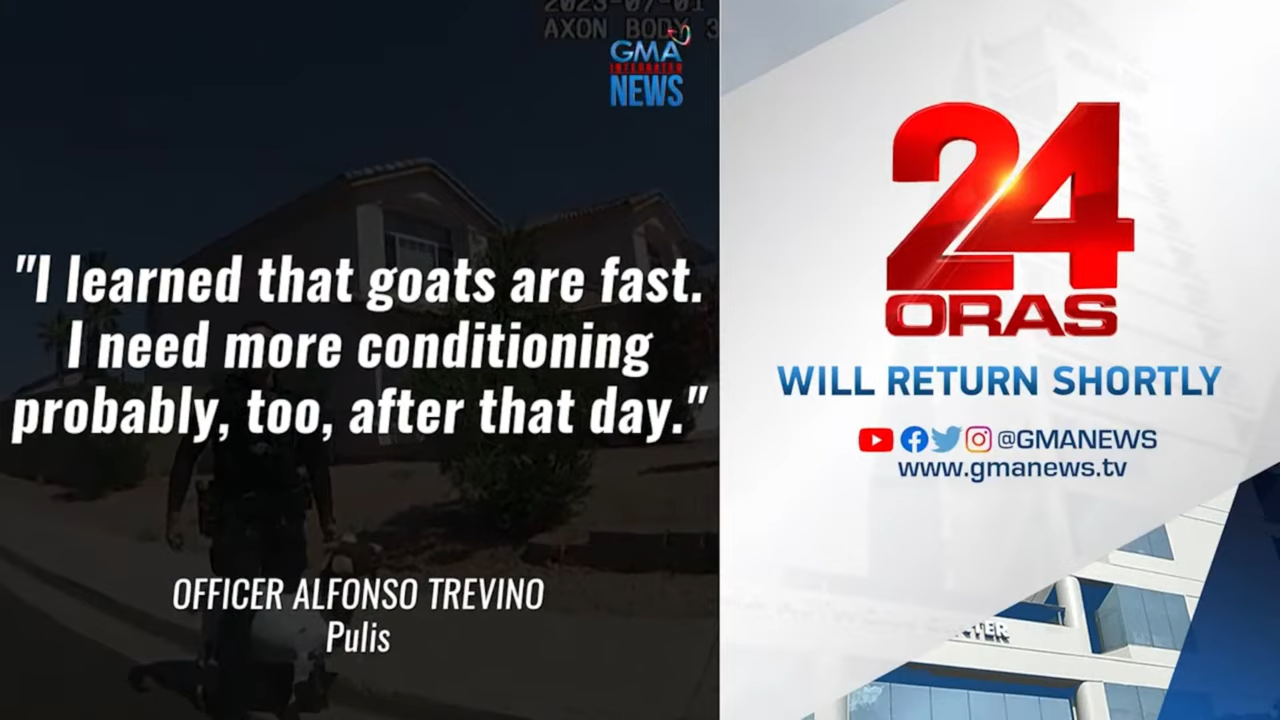 2023-07-01
AXON BODY 3
GMA
NEWS
"I learned that goats are fast.
I need more conditioning
probably, too, after that day."
OFFICER ALFONSO TREVINO
Pulis
24
ORAS
WILL RETURN SHORTLY
@GMANEWS
www.gmanews.tv